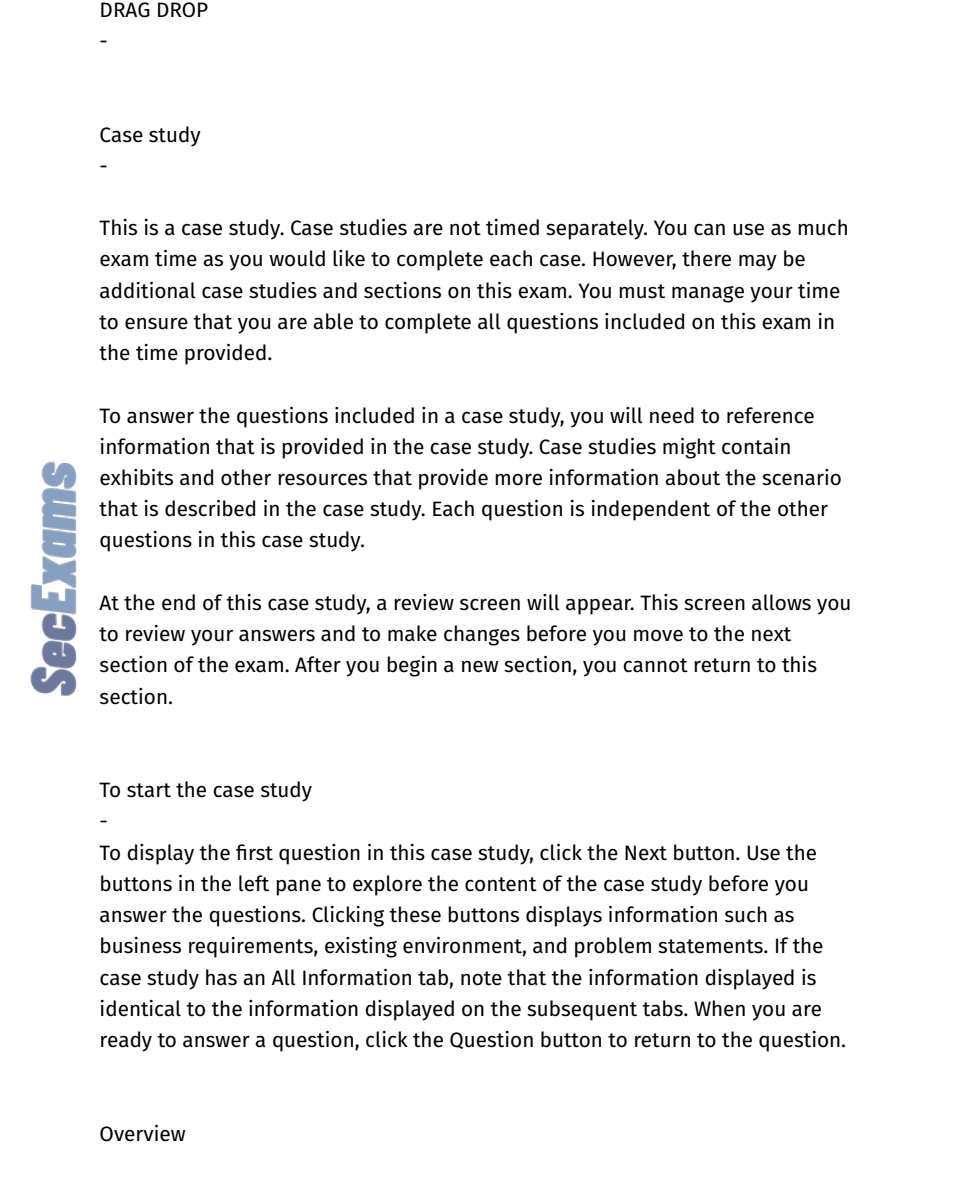 DRAG DROP
-
Case study
-
This is a case study. Case studies are not timed separately. You can use as much
exam time as you would like to complete each case. However, there may be
additional case studies and sections on this exam. You must manage your time
to ensure that you are able to complete all questions included on this exam in
the time provided.
To answer the questions included in a case study, you will need to reference
information that is provided in the case study. Case studies might contain
exhibits and other resources that provide more information about the scenario
that is described in the case study. Each question is independent of the other
questions in this case study.
At the end of this case study, a review screen will appear. This screen allows you
to review your answers and to make changes before you move to the next
section of the exam. After you begin a new section, you cannot return to this
section.
To start the case study
-
To display the first question in this case study, click the Next button. Use the
buttons in the left pane to explore the content of the case study before you
answer the questions. Clicking these buttons displays information such as
business requirements, existing environment, and problem statements. If the
case study has an All Information tab, note that the information displayed is
identical to the information displayed on the subsequent tabs. When you are
ready to answer a question, click the Question button to return to the question.
Overview
SecExams